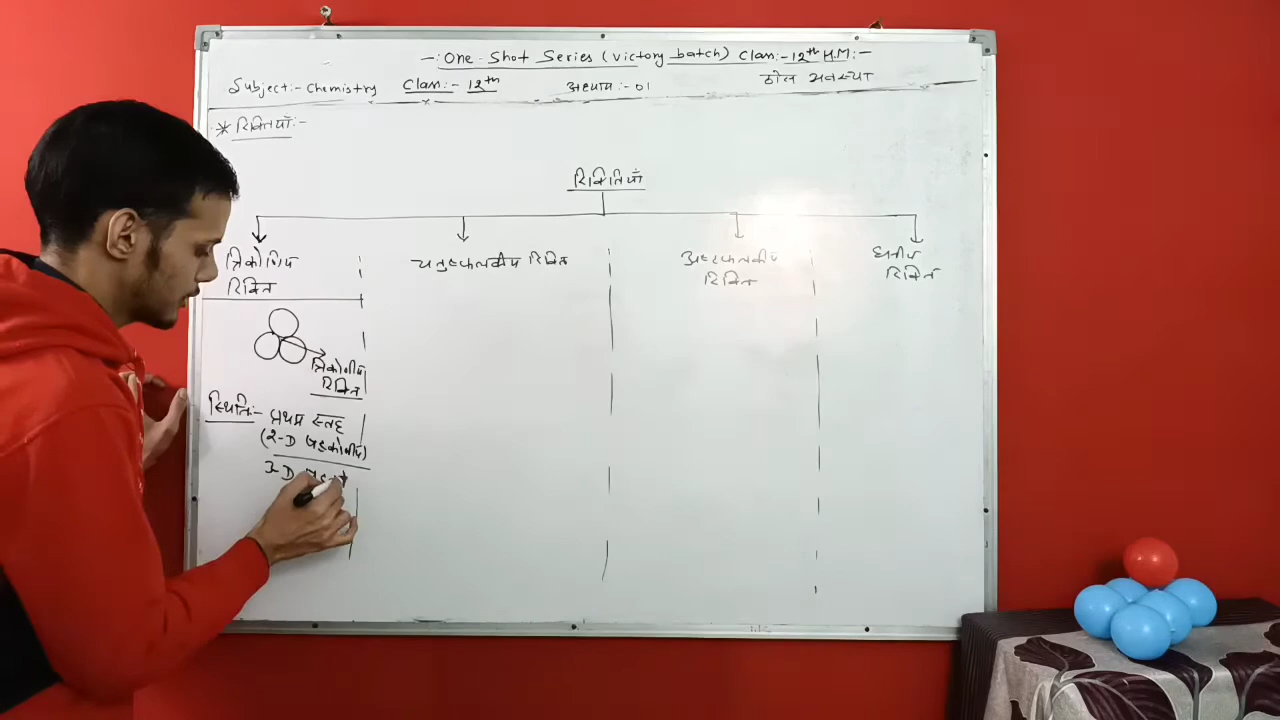 -: One - Shot Series (victory batch) Class:- 12th H.M:-
Subject:- Chemistry Class:- 12th अध्याय:- 01 ठोस अवस्था
* रिक्तियाँ:-
रिक्तियाँ
त्रिकोणीय
रिक्ति
चतुष्फलकीय रिक्ति
अष्टफलकीय
रिक्ति
घनीय
रिक्ति
त्रिकोणीय
रिक्ति
स्थिति:- प्रथम सतह
(2-D षट्कोणीय)
3-D